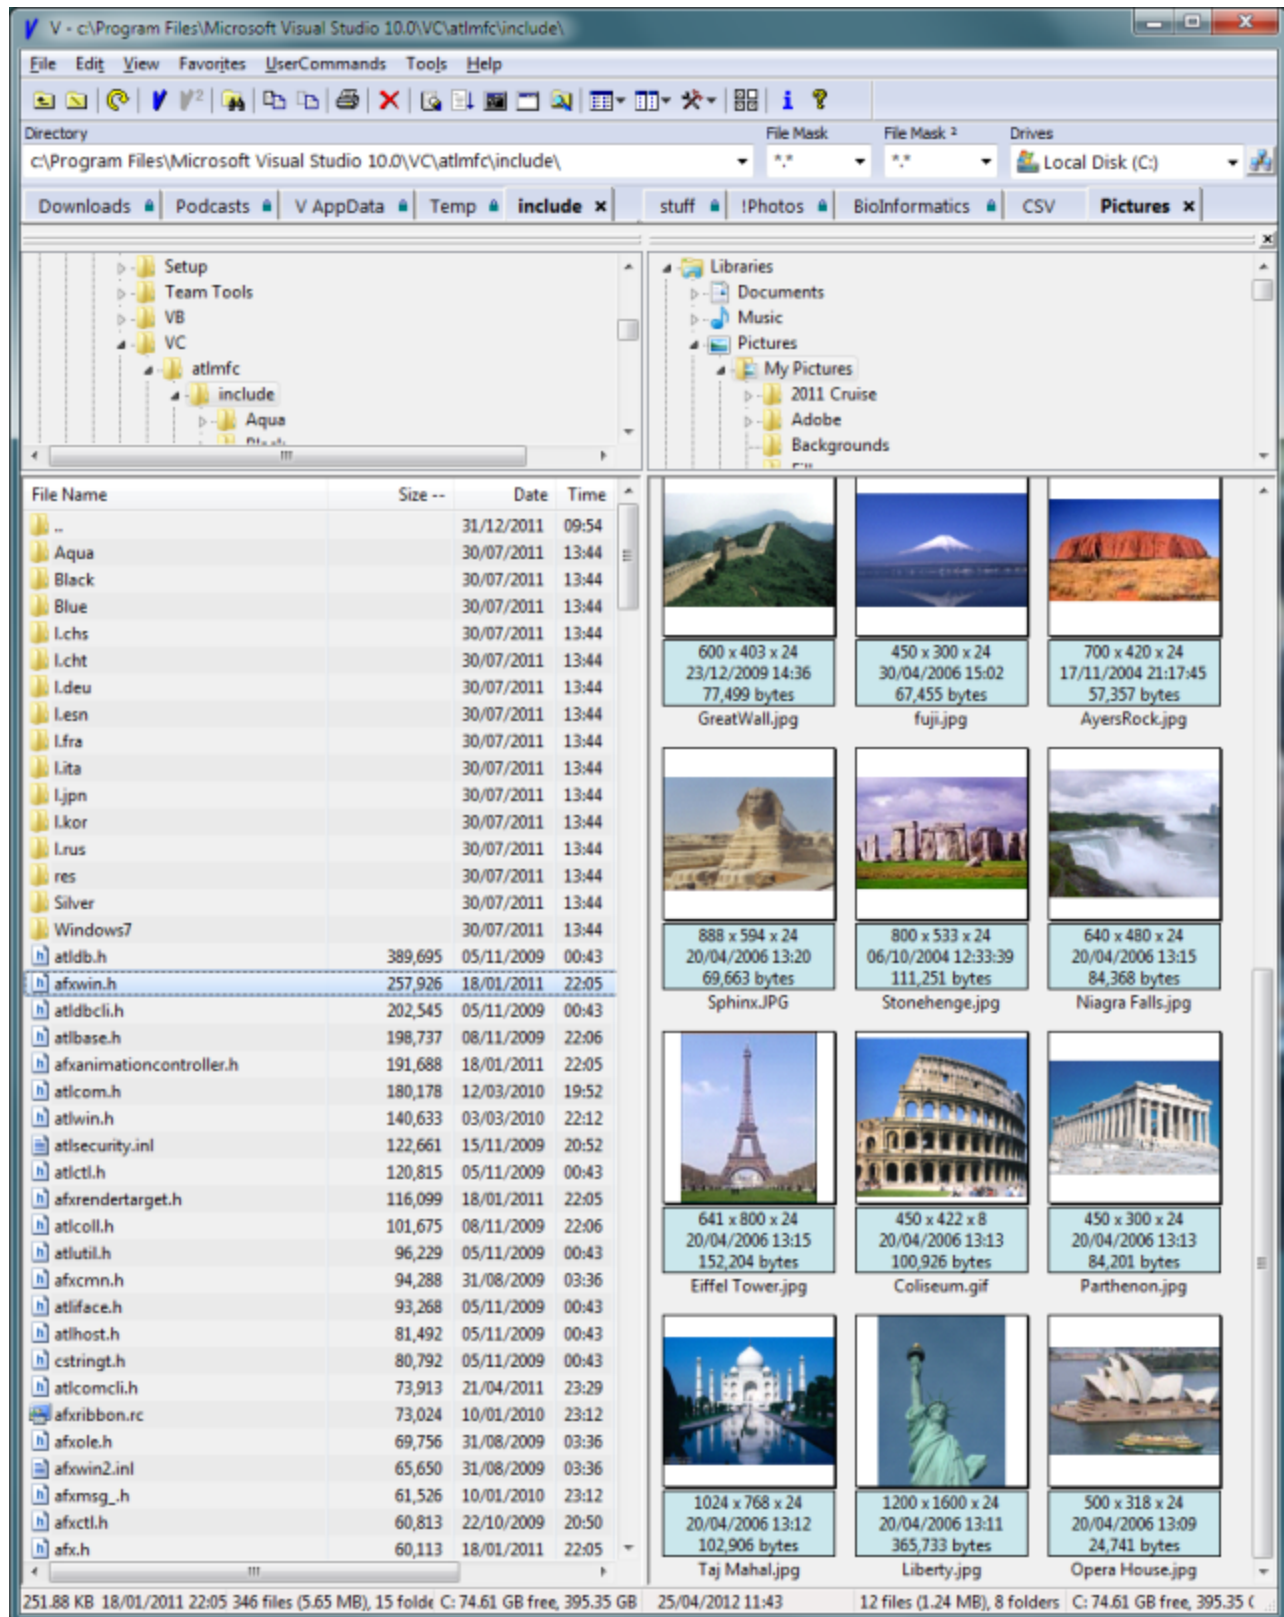 V - c:\Program Files\Microsoft Visual Studio 10.0\VC\atlmfc\include\
File Edit View Favorites UserCommands Tools Help
Directory File Mask File Mask ² Drives
c:\Program Files\Microsoft Visual Studio 10.0\VC\atlmfc\include\ *.* *.* Local Disk (C:)
Downloads Podcasts V AppData Temp include stuff !Photos BioInformatics CSV Pictures
Setup
Team Tools
VB
VC
atlmfc
include
Aqua
Libraries
Documents
Music
Pictures
My Pictures
2011 Cruise
Adobe
Backgrounds
File Name Size -- Date Time
.. 31/12/2011 09:54
Aqua 30/07/2011 13:44
Black 30/07/2011 13:44
Blue 30/07/2011 13:44
l.chs 30/07/2011 13:44
l.cht 30/07/2011 13:44
l.deu 30/07/2011 13:44
l.esn 30/07/2011 13:44
l.fra 30/07/2011 13:44
l.ita 30/07/2011 13:44
l.jpn 30/07/2011 13:44
l.kor 30/07/2011 13:44
l.rus 30/07/2011 13:44
res 30/07/2011 13:44
Silver 30/07/2011 13:44
Windows7 30/07/2011 13:44
atldb.h 389,695 05/11/2009 00:43
afxwin.h 257,926 18/01/2011 22:05
atldbcli.h 202,545 05/11/2009 00:43
atlbase.h 198,737 08/11/2009 22:06
afxanimationcontroller.h 191,688 18/01/2011 22:05
atlcom.h 180,178 12/03/2010 19:52
atlwin.h 140,633 03/03/2010 22:12
atlsecurity.inl 122,661 15/11/2009 20:52
atlctl.h 120,815 05/11/2009 00:43
afxrendertarget.h 116,099 18/01/2011 22:05
atlcoll.h 101,675 08/11/2009 22:06
atlutil.h 96,229 05/11/2009 00:43
afxcmn.h 94,288 31/08/2009 03:36
atliface.h 93,268 05/11/2009 00:43
atlhost.h 81,492 05/11/2009 00:43
cstringt.h 80,792 05/11/2009 00:43
atlcomcli.h 73,913 21/04/2011 23:29
afxribbon.rc 73,024 10/01/2010 23:12
afxole.h 69,756 31/08/2009 03:36
afxwin2.inl 65,650 31/08/2009 03:36
afxmsg_.h 61,526 10/01/2010 23:12
afxctl.h 60,813 22/10/2009 20:50
afx.h 60,113 18/01/2011 22:05
600 x 403 x 24 450 x 300 x 24 700 x 420 x 24
23/12/2009 14:36 30/04/2006 15:02 17/11/2004 21:17:45
77,499 bytes 67,455 bytes 57,357 bytes
GreatWall.jpg fuji.jpg AyersRock.jpg
888 x 594 x 24 800 x 533 x 24 640 x 480 x 24
20/04/2006 13:20 06/10/2004 12:33:39 20/04/2006 13:15
69,663 bytes 111,251 bytes 84,368 bytes
Sphinx.JPG Stonehenge.jpg Niagra Falls.jpg
641 x 800 x 24 450 x 422 x 8 450 x 300 x 24
20/04/2006 13:15 20/04/2006 13:13 20/04/2006 13:13
152,204 bytes 100,926 bytes 84,201 bytes
Eiffel Tower.jpg Coliseum.gif Parthenon.jpg
1024 x 768 x 24 1200 x 1600 x 24 500 x 318 x 24
20/04/2006 13:12 20/04/2006 13:11 20/04/2006 13:09
102,906 bytes 365,733 bytes 24,741 bytes
Taj Mahal.jpg Liberty.jpg Opera House.jpg
251.88 KB 18/01/2011 22:05 346 files (5.65 MB), 15 folde C: 74.61 GB free, 395.35 GB 25/04/2012 11:43 12 files (1.24 MB), 8 folders C: 74.61 GB free, 395.35 (